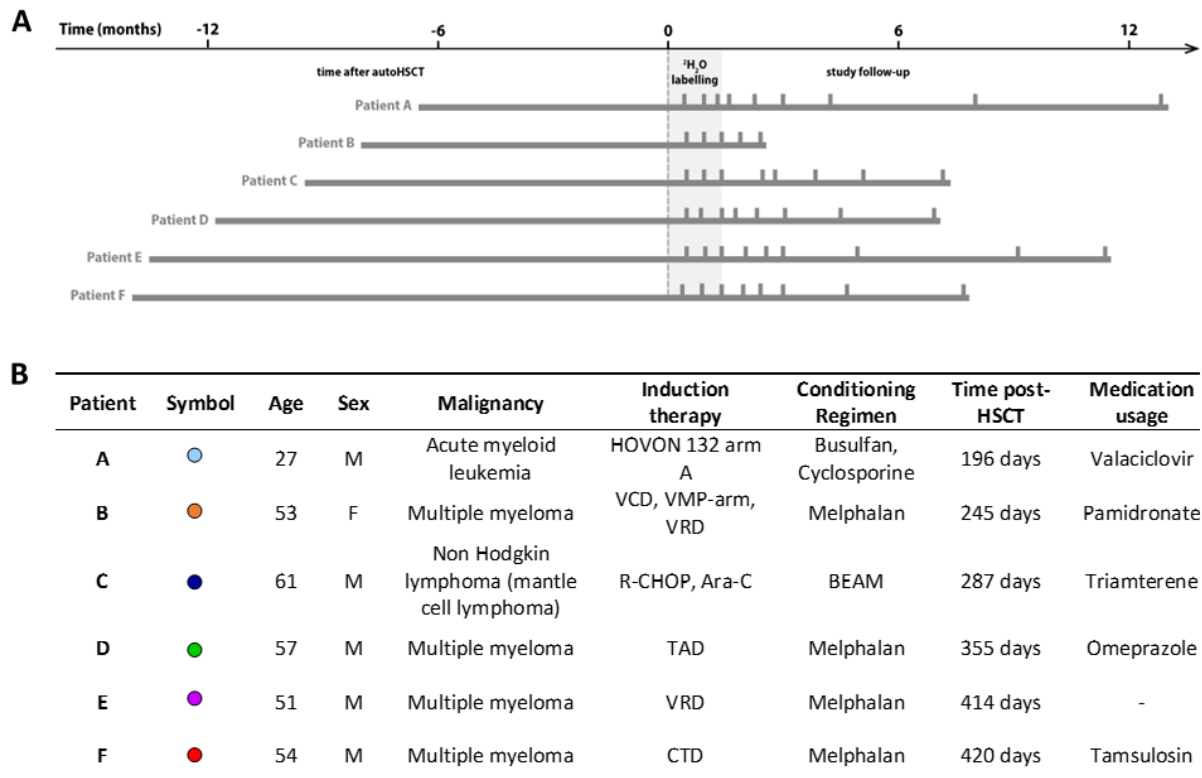 A
Time (months) -12 -6 0 6 12
time after autoHSCT ²H₂O labelling study follow-up
Patient A
Patient B
Patient C
Patient D
Patient E
Patient F
B
Patient Symbol Age Sex Malignancy Induction therapy Conditioning Regimen Time post-HSCT Medication usage
A 27 M Acute myeloid leukemia HOVON 132 arm A Busulfan, Cyclosporine 196 days Valaciclovir
B 53 F Multiple myeloma VCD, VMP-arm, VRD Melphalan 245 days Pamidronate
C 61 M Non Hodgkin lymphoma (mantle cell lymphoma) R-CHOP, Ara-C BEAM 287 days Triamterene
D 57 M Multiple myeloma TAD Melphalan 355 days Omeprazole
E 51 M Multiple myeloma VRD Melphalan 414 days -
F 54 M Multiple myeloma CTD Melphalan 420 days Tamsulosin